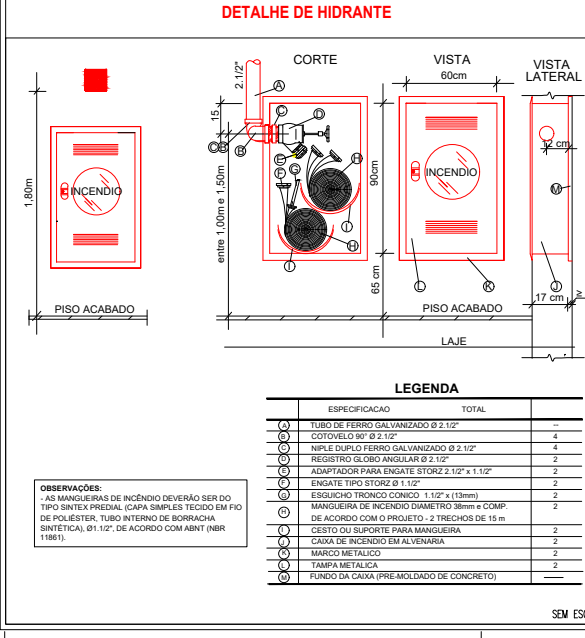 DETALHE DE HIDRANTE
CORTE
VISTA
60cm
VISTA
LATERAL
2.1/2"
A
C
D
B
15
E
F
G
H
I
H
I
1,80m
INCENDIO
PISO ACABADO
entre 1,00m e 1,50m
90cm
65 cm
INCENDIO
L
K
PISO ACABADO
LAJE
12 cm
M
J
17 cm
LEGENDA
ESPECIFICACAO TOTAL
A TUBO DE FERRO GALVANIZADO Ø 2.1/2" --
B COTOVELO 90° Ø 2.1/2" 4
C NIPLE DUPLO FERRO GALVANIZADO Ø 2.1/2" 4
D REGISTRO GLOBO ANGULAR Ø 2.1/2" 2
E ADAPTADOR PARA ENGATE STORZ 2.1/2" x 1.1/2" 2
F ENGATE TIPO STORZ Ø 1.1/2" 2
G ESGUICHO TRONCO CONICO 1.1/2" x (13mm) 2
H MANGUEIRA DE INCENDIO DIAMETRO 38mm e COMP. 2
DE ACORDO COM O PROJETO - 2 TRECHOS DE 15 m
I CESTO OU SUPORTE PARA MANGUEIRA 2
J CAIXA DE INCENDIO EM ALVENARIA 2
K MARCO METALICO 2
L TAMPA METALICA 2
M FUNDO DA CAIXA (PRE-MOLDADO DE CONCRETO)
OBSERVAÇÕES:
- AS MANGUEIRAS DE INCÊNDIO DEVERÃO SER DO
TIPO SINTEX PREDIAL (CAPA SIMPLES TECIDO EM FIO
DE POLIÉSTER, TUBO INTERNO DE BORRACHA
SINTÉTICA), Ø1.1/2", DE ACORDO COM ABNT (NBR
11861).
SEM ESC